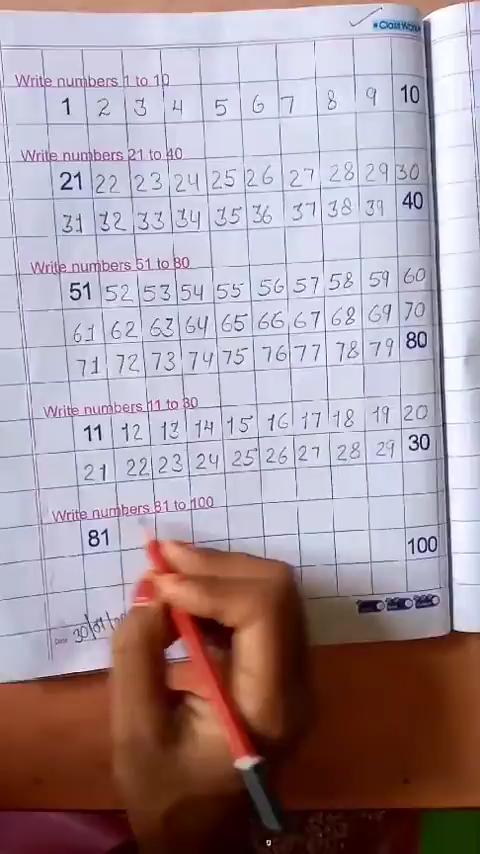 Class Work
Write numbers 1 to 10
1 2 3 4 5 6 7 8 9 10
Write numbers 21 to 40
21 22 23 24 25 26 27 28 29 30
31 32 33 34 35 36 37 38 39 40
Write numbers 51 to 80
51 52 53 54 55 56 57 58 59 60
61 62 63 64 65 66 67 68 69 70
71 72 73 74 75 76 77 78 79 80
Write numbers 11 to 30
11 12 13 14 15 16 17 18 19 20
21 22 23 24 25 26 27 28 29 30
Write numbers 81 to 100
81
100
Date